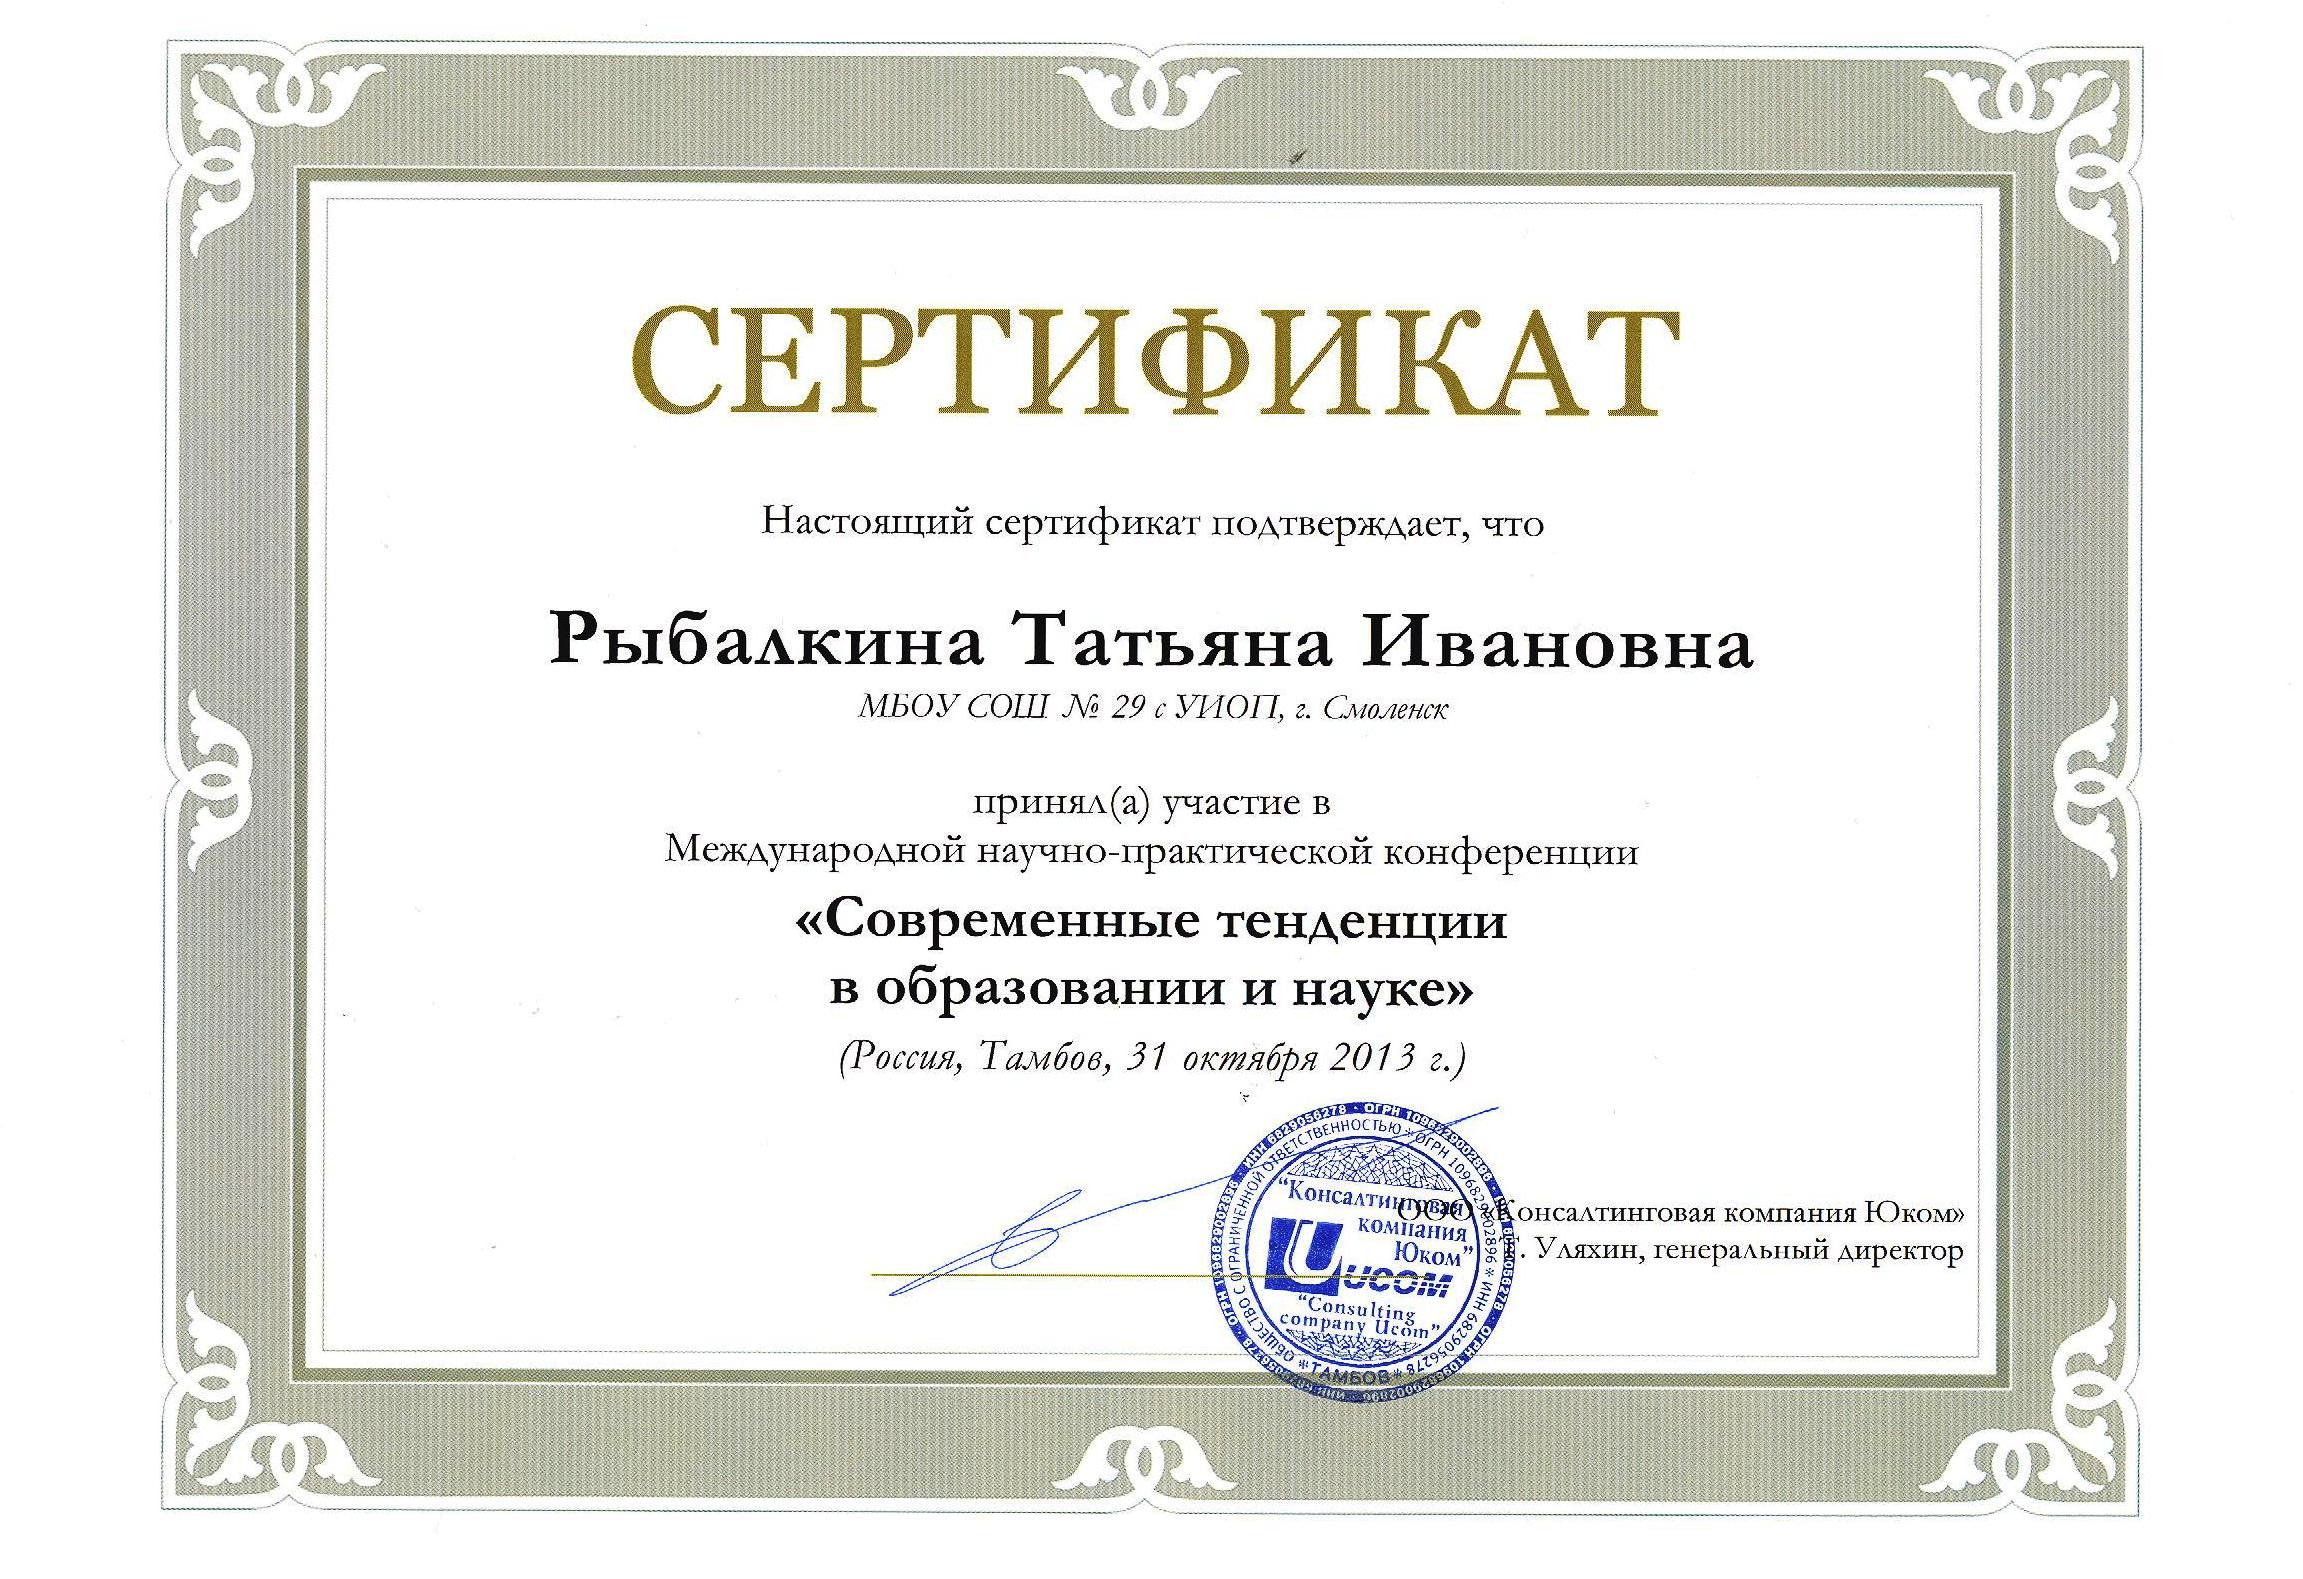 СЕРТИФИКАТ
Настоящий сертификат подтверждает, что
Рыбалкина Татьяна Ивановна
МБОУ СОШ № 29 с УИОП, г. Смоленск
принял(а) участие в
Международной научно-практической конференции
«Современные тенденции
в образовании и науке»
(Россия, Тамбов, 31 октября 2013 г.)
ООО «Консалтинговая компания Юком»
Уляхин, генеральный директор
ОБЩЕСТВО С ОГРАНИЧЕННОЙ ОТВЕТСТВЕННОСТЬЮ * ОГРН 1096829002896 * ИНН 6829056278 * ТАМБОВ *
"Консалтинговая
компания
Юком"
UCOM
"Consulting
company Ucom"